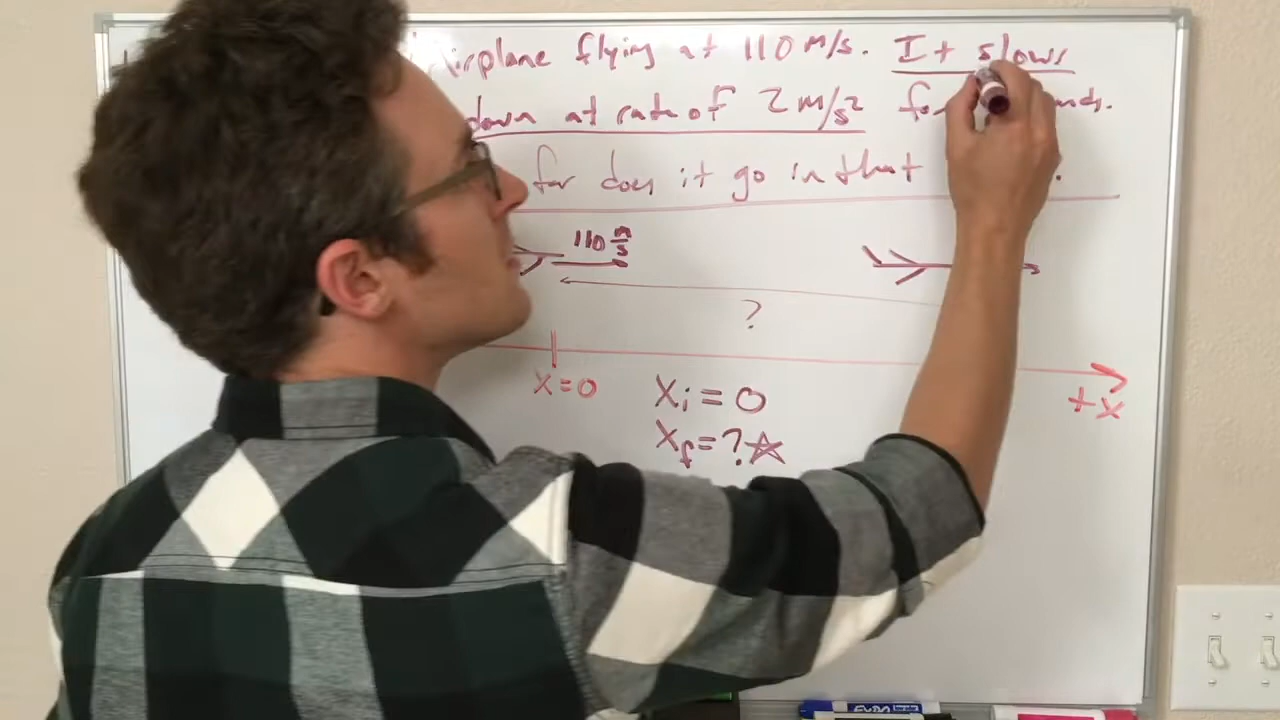 airplane flying at 110 m/s. It slows
down at rate of 2 m/s²
far does it go in that
110 m/s
?
x=0
+x
Xi = 0
Xf = ?☆
EXPO